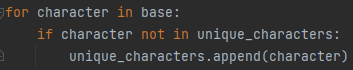 for character in base:
    if character not in unique_characters:
        unique_characters.append(character)